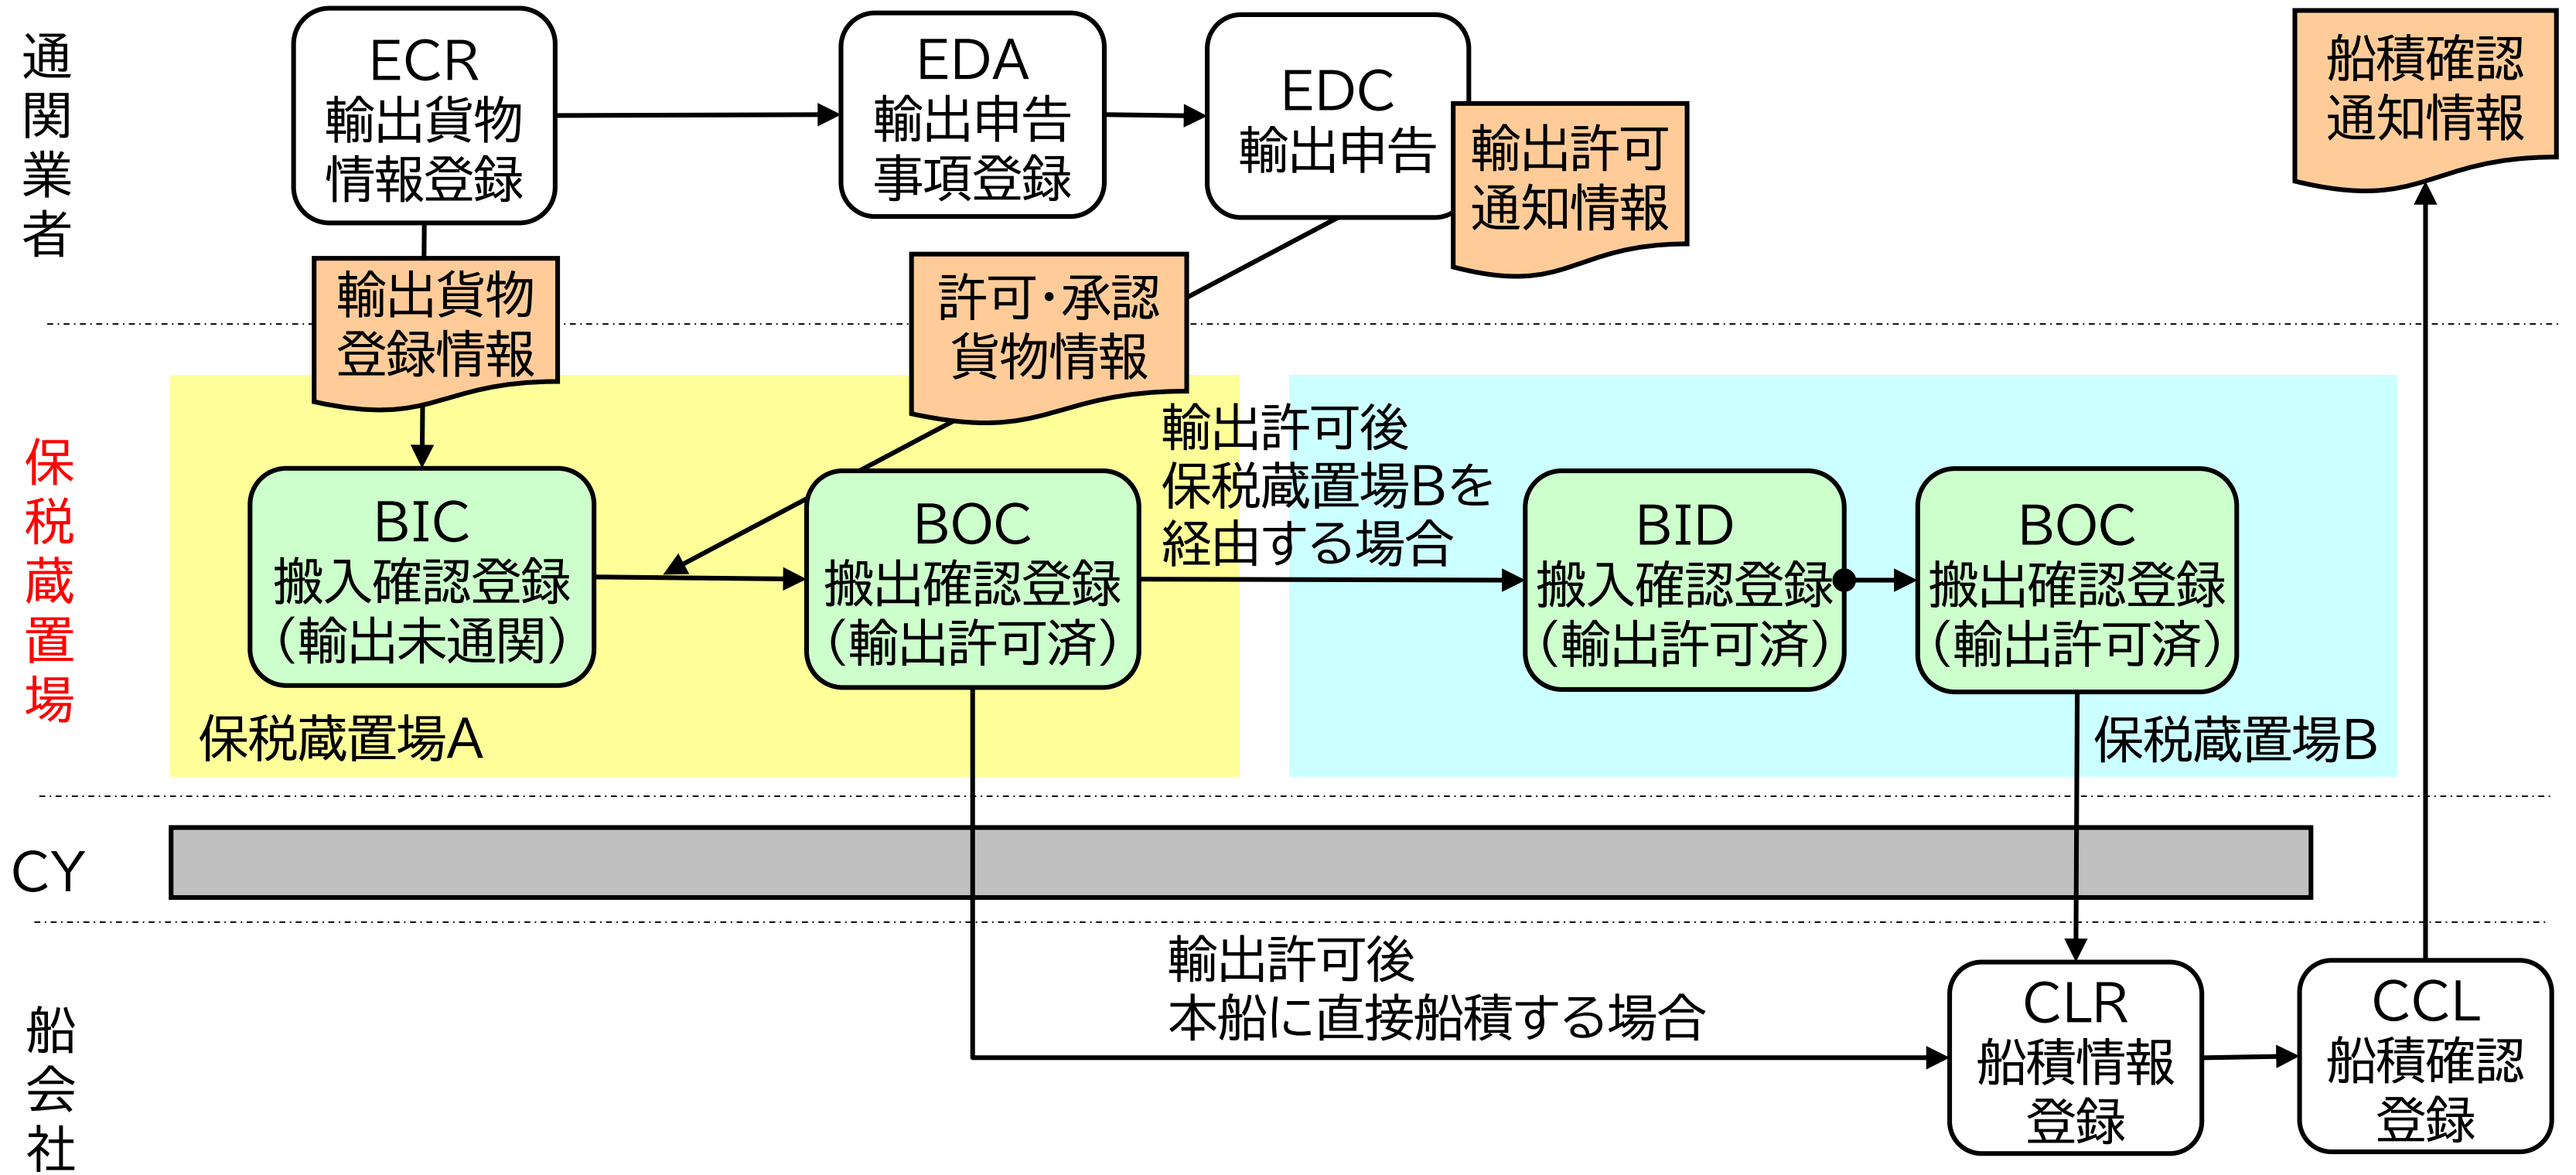 通関業者
ECR
輸出貨物
情報登録
EDA
輸出申告
事項登録
EDC
輸出申告
輸出許可
通知情報
船積確認
通知情報
輸出貨物
登録情報
許可・承認
貨物情報
保税蔵置場
BIC
搬入確認登録
（輸出未通関）
BOC
搬出確認登録
（輸出許可済）
輸出許可後
保税蔵置場Bを
経由する場合
BID
搬入確認登録
（輸出許可済）
BOC
搬出確認登録
（輸出許可済）
保税蔵置場A
保税蔵置場B
CY
船会社
輸出許可後
本船に直接船積する場合
CLR
船積情報
登録
CCL
船積確認
登録